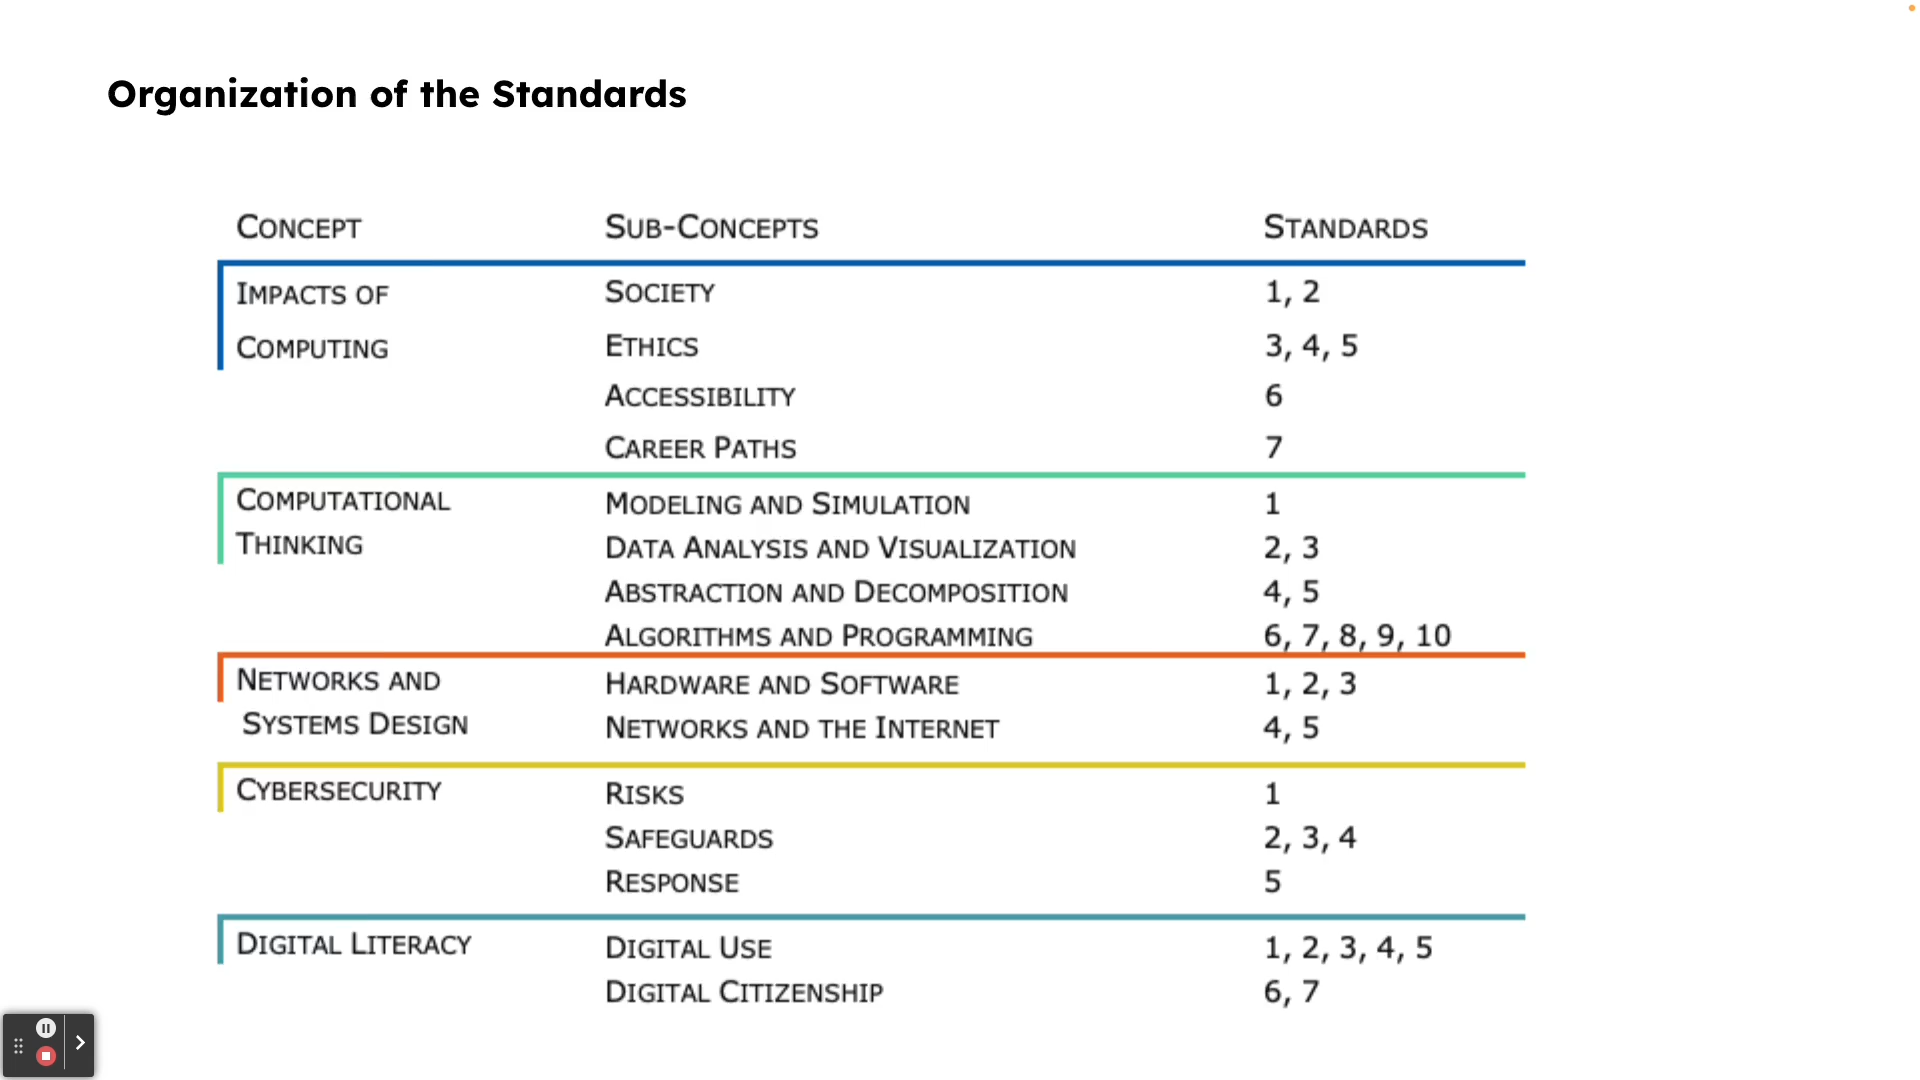 Organization of the Standards
CONCEPT SUB-CONCEPTS STANDARDS
IMPACTS OF SOCIETY 1, 2
COMPUTING ETHICS 3, 4, 5
ACCESSIBILITY 6
CAREER PATHS 7
COMPUTATIONAL MODELING AND SIMULATION 1
THINKING DATA ANALYSIS AND VISUALIZATION 2, 3
ABSTRACTION AND DECOMPOSITION 4, 5
ALGORITHMS AND PROGRAMMING 6, 7, 8, 9, 10
NETWORKS AND HARDWARE AND SOFTWARE 1, 2, 3
SYSTEMS DESIGN NETWORKS AND THE INTERNET 4, 5
CYBERSECURITY RISKS 1
SAFEGUARDS 2, 3, 4
RESPONSE 5
DIGITAL LITERACY DIGITAL USE 1, 2, 3, 4, 5
DIGITAL CITIZENSHIP 6, 7